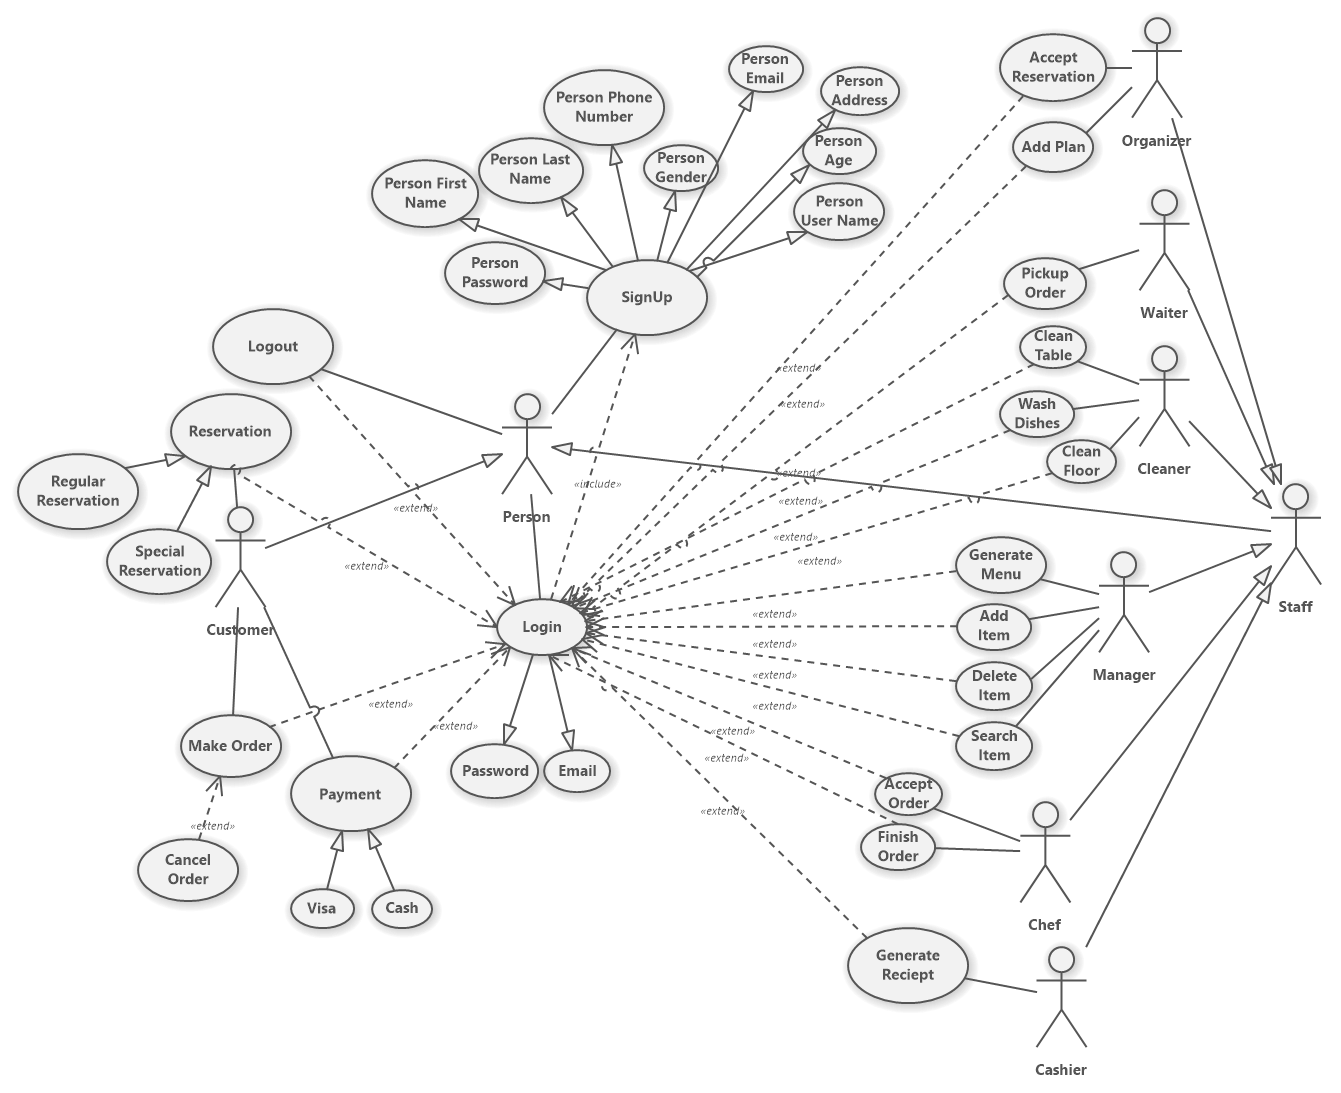 Person
Email
Accept
Reservation
Person Phone
Number
Person
Address
Organizer
Add Plan
Person
Age
Person Last
Name
Person
Gender
Person First
Name
Person
User Name
Person
Password
Pickup
Order
SignUp
Waiter
Logout
Clean
Table
«extend»
Wash
Dishes
«extend»
Reservation
Cleaner
Clean
Floor
«extend»
Regular
Reservation
«include»
«extend»
«extend»
Person
«extend»
Special
Reservation
«extend»
«extend»
Generate
Menu
Staff
Customer
Login
«extend»
Add
Item
«extend»
Manager
«extend»
Delete
Item
«extend»
«extend»
«extend»
«extend»
Search
Item
Make Order
«extend»
Password
Email
Payment
Accept
Order
«extend»
«extend»
Finish
Order
Cancel
Order
Visa
Cash
Chef
Generate
Reciept
Cashier